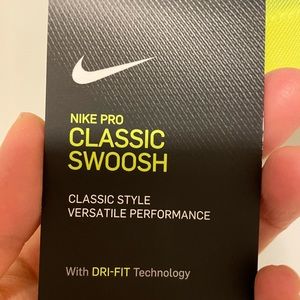 NIKE PRO
CLASSIC
SWOOSH
CLASSIC STYLE
VERSATILE PERFORMANCE
With DRI-FIT Technology